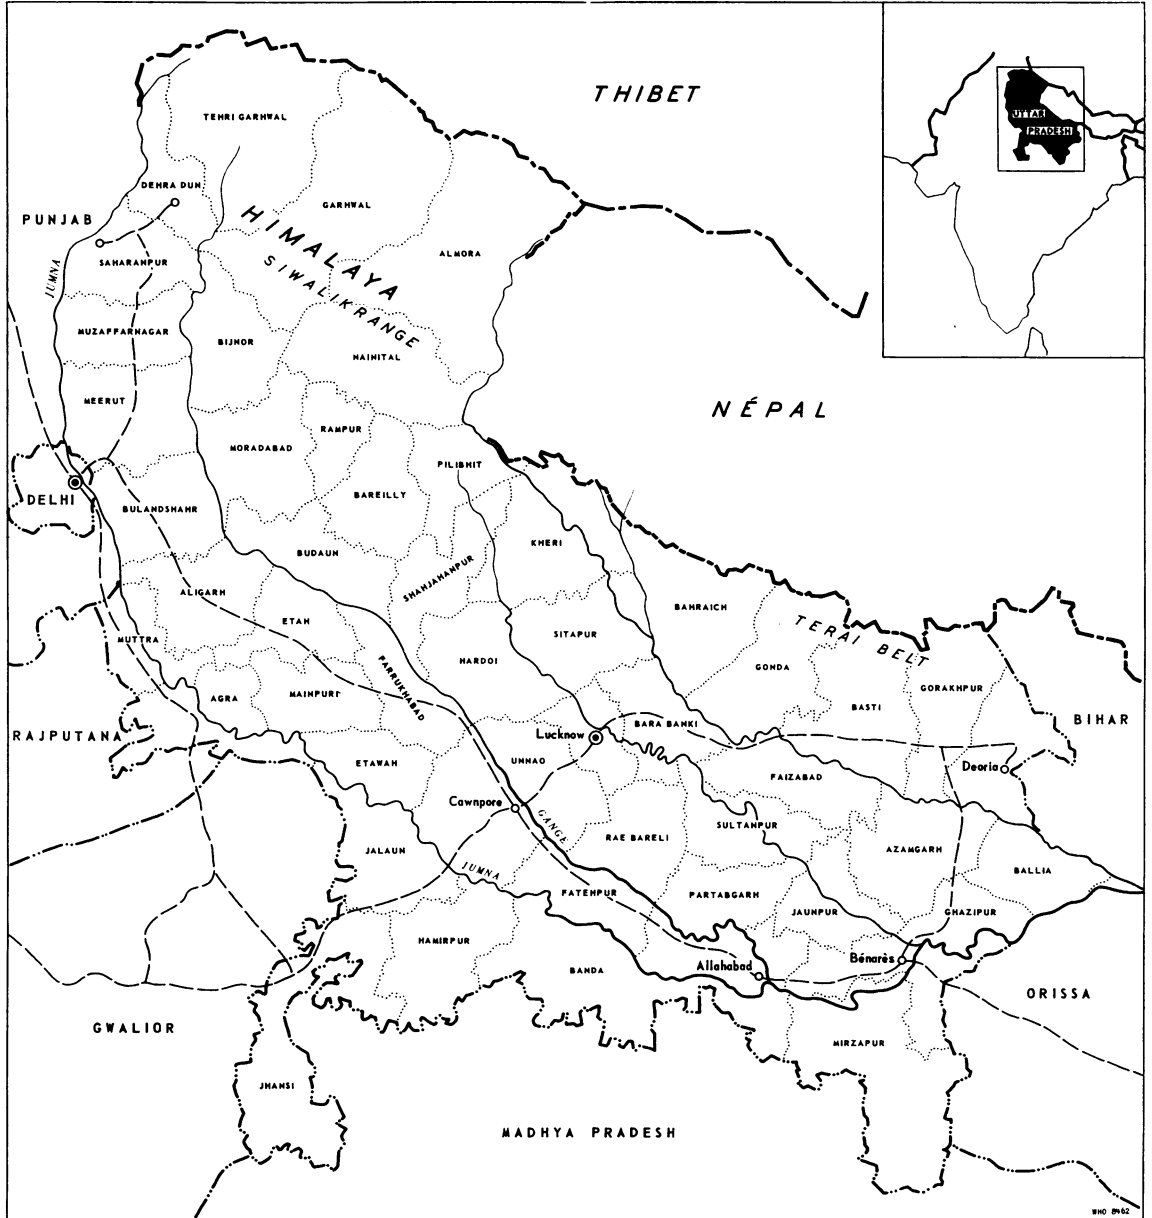 THIBET
UTTAR
PRADESH
TEHRI GARHWAL
DEHRA DUN
PUNJAB
GARHWAL
HIMALAYA
SIWALIK RANGE
ALMORA
JUMNA
SAHARANPUR
MUZAFFARNAGAR
BIJNOR
NAINITAL
MEERUT
NÉPAL
RAMPUR
MORADABAD
PILIBHIT
BAREILLY
DELHI
BULANDSHAHR
KHERI
BUDAUN
SHAHJAHANPUR
ALIGARH
BAHRAICH
ETAH
SITAPUR
TERAI BELT
MUTTRA
HARDOI
GONDA
FARRUKHABAD
GORAKHPUR
AGRA
MAINPURI
BASTI
BIHAR
RAJPUTANA
BARA BANKI
Lucknow
UNNAO
ETAWAH
Deoria
FAIZABAD
Cawnpore
GANGE
SULTANPUR
RAE BARELI
JALAUN
AZAMGARH
JUMNA
BALLIA
FATEHPUR
PARTABGARH
JAUNPUR
GHAZIPUR
HAMIRPUR
BANDA
Allahabad
Bénarès
ORISSA
GWALIOR
MIRZAPUR
JHANSI
MADHYA PRADESH
WHO 8462